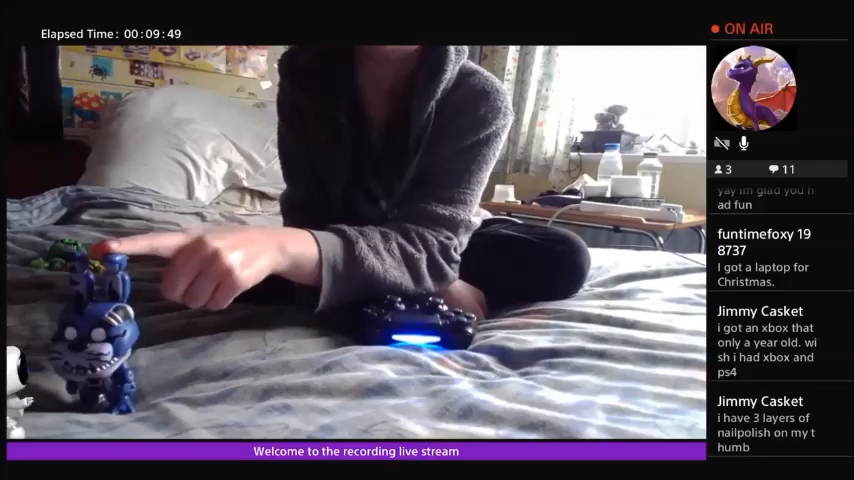 Elapsed Time: 00:09:49
ON AIR
3
11
yay im glad you h
ad fun
funtimefoxy 19
8737
I got a laptop for
Christmas.
Jimmy Casket
i got an xbox that
only a year old. wi
sh i had xbox and
ps4
Jimmy Casket
i have 3 layers of
nailpolish on my t
humb
Welcome to the recording live stream